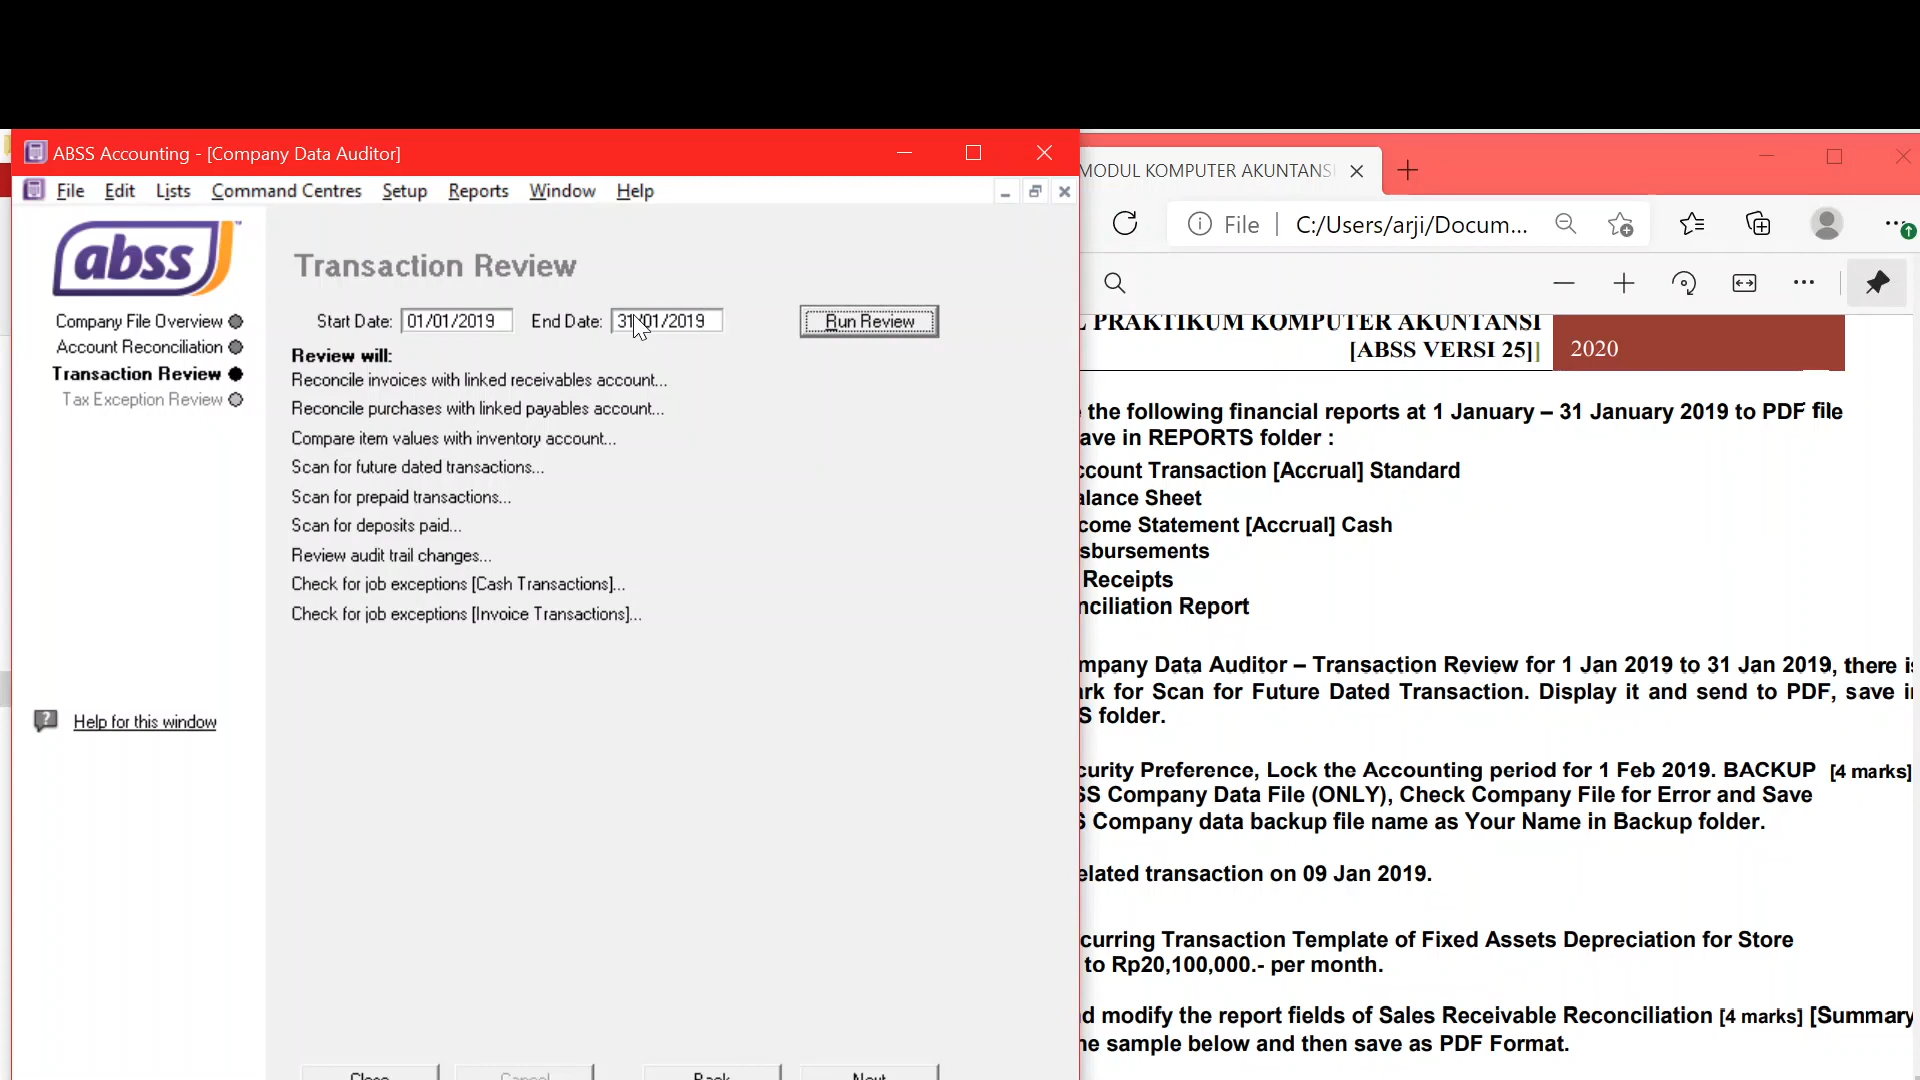 ABSS Accounting - [Company Data Auditor]
File Edit Lists Command Centres Setup Reports Window Help
abss
Company File Overview
Account Reconciliation
Transaction Review
Tax Exception Review
Help for this window
Transaction Review
Start Date: 01/01/2019 End Date: 31/01/2019 Run Review
Review will:
Reconcile invoices with linked receivables account...
Reconcile purchases with linked payables account...
Compare item values with inventory account...
Scan for future dated transactions...
Scan for prepaid transactions...
Scan for deposits paid...
Review audit trail changes...
Check for job exceptions [Cash Transactions]...
Check for job exceptions [Invoice Transactions]...
Close Cancel Back Next
MODUL KOMPUTER AKUNTANSI
File C:/Users/arji/Docum...
PRAKTIKUM KOMPUTER AKUNTANSI
[ABSS VERSI 25]] 2020
the following financial reports at 1 January – 31 January 2019 to PDF file
ave in REPORTS folder :
count Transaction [Accrual] Standard
alance Sheet
come Statement [Accrual] Cash
sbursements
Receipts
nciliation Report
mpany Data Auditor – Transaction Review for 1 Jan 2019 to 31 Jan 2019, there is
rk for Scan for Future Dated Transaction. Display it and send to PDF, save in
S folder.
curity Preference, Lock the Accounting period for 1 Feb 2019. BACKUP [4 marks]
SS Company Data File (ONLY), Check Company File for Error and Save
S Company data backup file name as Your Name in Backup folder.
elated transaction on 09 Jan 2019.
curring Transaction Template of Fixed Assets Depreciation for Store
to Rp20,100,000.- per month.
d modify the report fields of Sales Receivable Reconciliation [4 marks] [Summary
he sample below and then save as PDF Format.